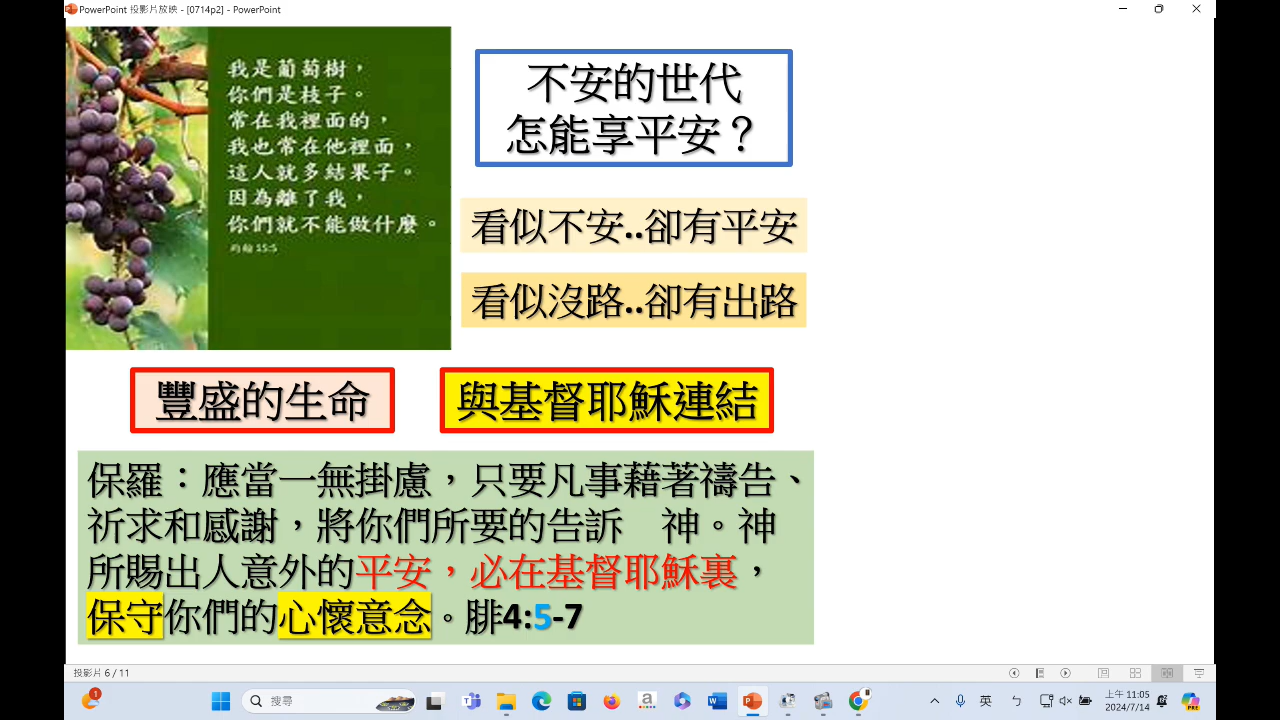 PowerPoint 投影片放映 - [0714p2] - PowerPoint
我是葡萄樹，
你們是枝子。
常在我裡面的，
我也常在他裡面，
這人就多結果子。
因為離了我，
你們就不能做什麼。
約翰 15:5
不安的世代
怎能享平安？
看似不安..卻有平安
看似沒路..卻有出路
豐盛的生命
與基督耶穌連結
保羅：應當一無掛慮，只要凡事藉著禱告、
祈求和感謝，將你們所要的告訴　神。神
所賜出人意外的平安，必在基督耶穌裏，
保守你們的心懷意念。腓4:5-7
投影片 6 / 11
1
搜尋
英
ㄅ
上午 11:05
2024/7/14
PRE